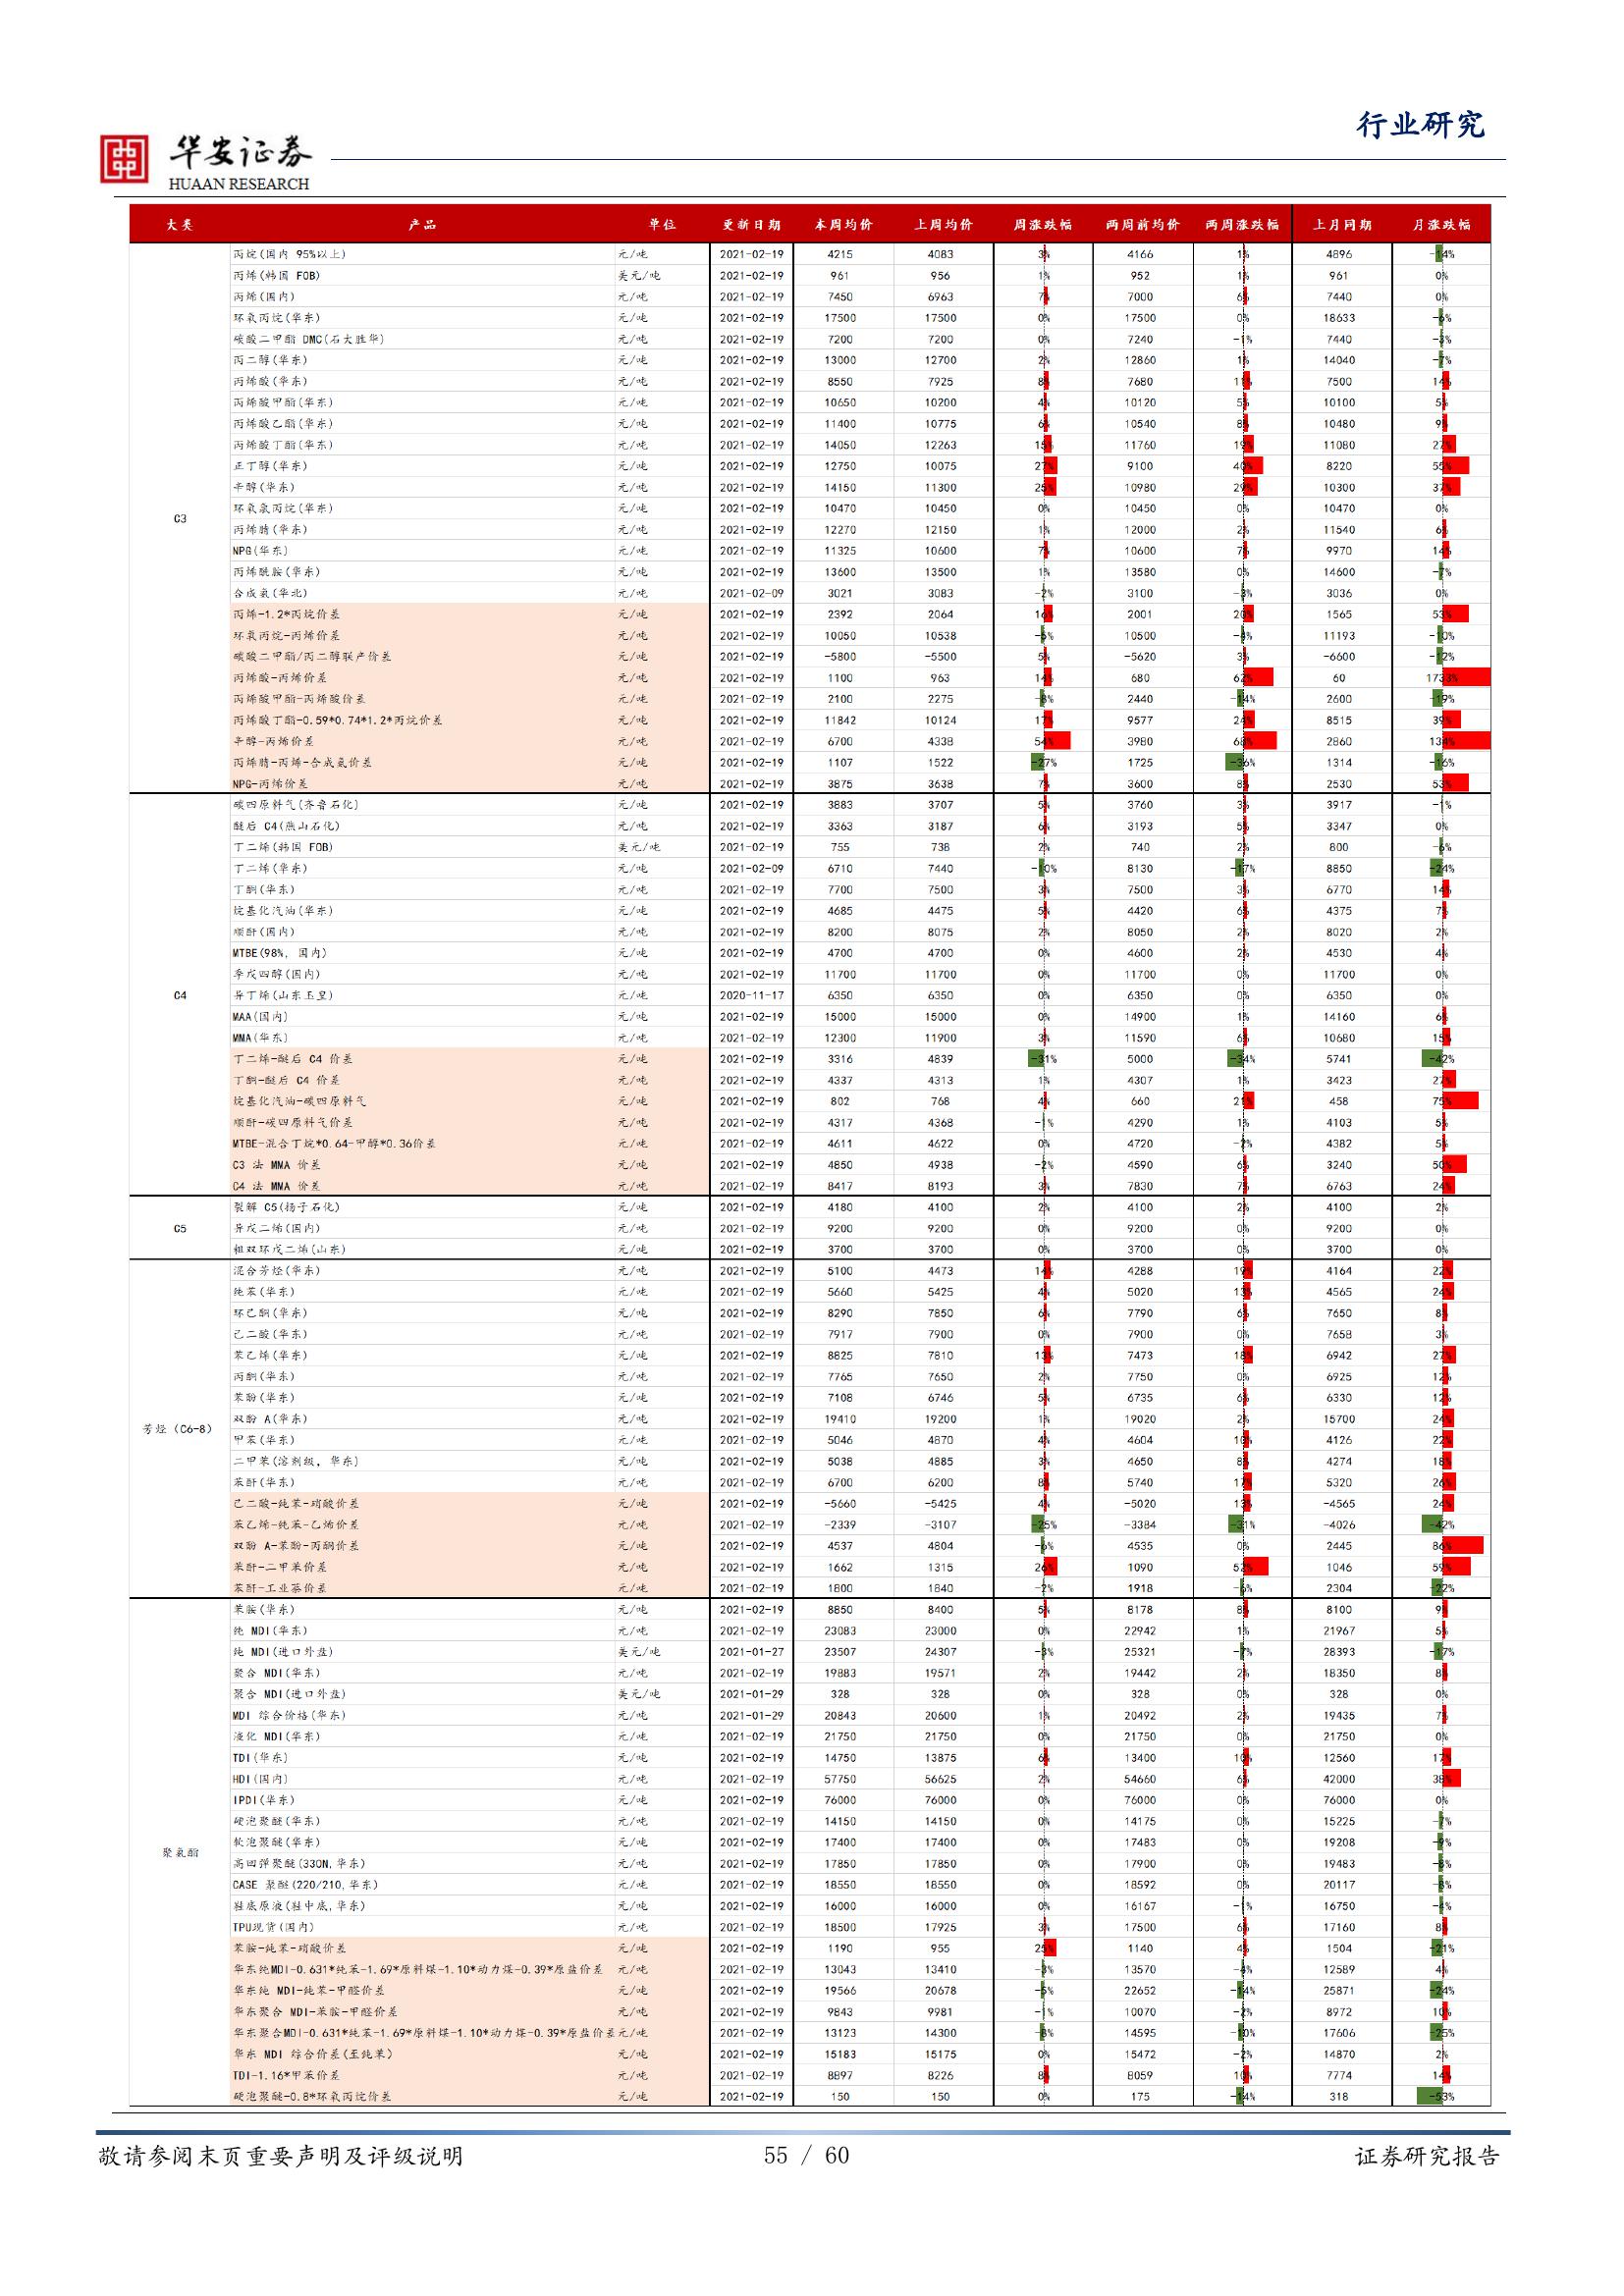 行业研究
华安证券
HUAAN RESEARCH
大类 产品 单位 更新日期 本周均价 上周均价 周涨跌幅 两周前均价 两周涨跌幅 上月同期 月涨跌幅
丙烷(国内 95%以上) 元/吨 2021-02-19 4215 4083 3% 4166 1% 4896 -14%
丙烯(韩国 FOB) 美元/吨 2021-02-19 961 956 1% 952 1% 961 0%
丙烯(国内) 元/吨 2021-02-19 7450 6963 7% 7000 6% 7440 0%
环氧丙烷(华东) 元/吨 2021-02-19 17500 17500 0% 17500 0% 18633 -6%
碳酸二甲酯 DMC(石大胜华) 元/吨 2021-02-19 7200 7200 0% 7240 -1% 7440 -3%
丙二醇(华东) 元/吨 2021-02-19 13000 12700 2% 12860 1% 14040 -7%
丙烯酸(华东) 元/吨 2021-02-19 8550 7925 8% 7680 11% 7500 14%
丙烯酸甲酯(华东) 元/吨 2021-02-19 10650 10200 4% 10120 5% 10100 5%
丙烯酸乙酯(华东) 元/吨 2021-02-19 11400 10775 6% 10540 8% 10480 9%
丙烯酸丁酯(华东) 元/吨 2021-02-19 14050 12263 15% 11760 19% 11080 27%
正丁醇(华东) 元/吨 2021-02-19 12750 10075 27% 9100 40% 8220 55%
辛醇(华东) 元/吨 2021-02-19 14150 11300 25% 10980 29% 10300 37%
环氧氯丙烷(华东) 元/吨 2021-02-19 10470 10450 0% 10450 0% 10470 0%
C3
丙烯腈(华东) 元/吨 2021-02-19 12270 12150 1% 12000 2% 11540 6%
NPG(华东) 元/吨 2021-02-19 11325 10600 7% 10600 7% 9970 14%
丙烯酰胺(华东) 元/吨 2021-02-19 13600 13500 1% 13580 0% 14600 -7%
合成氨(华北) 元/吨 2021-02-09 3021 3083 -2% 3100 -3% 3036 0%
丙烯-1.2*丙烷价差 元/吨 2021-02-19 2392 2064 16% 2001 20% 1565 53%
环氧丙烷-丙烯价差 元/吨 2021-02-19 10050 10538 -5% 10500 -4% 11193 -10%
碳酸二甲酯/丙二醇联产价差 元/吨 2021-02-19 -5800 -5500 5% -5620 3% -6600 -12%
丙烯酸-丙烯价差 元/吨 2021-02-19 1100 963 14% 680 62% 60 1733%
丙烯酸甲酯-丙烯酸价差 元/吨 2021-02-19 2100 2275 -8% 2440 -14% 2600 -19%
丙烯酸丁酯-0.59*0.74*1.2*丙烷价差 元/吨 2021-02-19 11842 10124 17% 9577 24% 8515 39%
辛醇-丙烯价差 元/吨 2021-02-19 6700 4338 54% 3980 68% 2860 134%
丙烯腈-丙烯-合成氨价差 元/吨 2021-02-19 1107 1522 -27% 1725 -36% 1314 -16%
NPG-丙烯价差 元/吨 2021-02-19 3875 3638 7% 3600 8% 2530 53%
碳四原料气(齐鲁石化) 元/吨 2021-02-19 3883 3707 5% 3760 3% 3917 -1%
醚后 C4(燕山石化) 元/吨 2021-02-19 3363 3187 6% 3193 5% 3347 0%
丁二烯(韩国 FOB) 美元/吨 2021-02-19 755 738 2% 740 2% 800 -6%
丁二烯(华东) 元/吨 2021-02-09 6710 7440 -10% 8130 -17% 8850 -24%
丁酮(华东) 元/吨 2021-02-19 7700 7500 3% 7500 3% 6770 14%
烷基化汽油(华东) 元/吨 2021-02-19 4685 4475 5% 4420 6% 4375 7%
顺酐(国内) 元/吨 2021-02-19 8200 8075 2% 8050 2% 8020 2%
MTBE(98%, 国内) 元/吨 2021-02-19 4700 4700 0% 4600 2% 4530 4%
季戊四醇(国内) 元/吨 2021-02-19 11700 11700 0% 11700 0% 11700 0%
C4 异丁烯(山东玉皇) 元/吨 2020-11-17 6350 6350 0% 6350 0% 6350 0%
MAA(国内) 元/吨 2021-02-19 15000 15000 0% 14900 1% 14160 6%
MMA(华东) 元/吨 2021-02-19 12300 11900 3% 11590 6% 10680 15%
丁二烯-醚后 C4 价差 元/吨 2021-02-19 3316 4839 -31% 5000 -34% 5741 -42%
丁酮-醚后 C4 价差 元/吨 2021-02-19 4337 4313 1% 4307 1% 3423 27%
烷基化汽油-碳四原料气 元/吨 2021-02-19 802 768 4% 660 21% 458 75%
顺酐-碳四原料气价差 元/吨 2021-02-19 4317 4368 -1% 4290 1% 4103 5%
MTBE-混合丁烷*0.64-甲醇*0.36价差 元/吨 2021-02-19 4611 4622 0% 4720 -2% 4382 5%
C3 法 MMA 价差 元/吨 2021-02-19 4850 4938 -2% 4590 6% 3240 50%
C4 法 MMA 价差 元/吨 2021-02-19 8417 8193 3% 7830 7% 6763 24%
裂解 C5(扬子石化) 元/吨 2021-02-19 4180 4100 2% 4100 2% 4100 2%
C5 异戊二烯(国内) 元/吨 2021-02-19 9200 9200 0% 9200 0% 9200 0%
粗双环戊二烯(山东) 元/吨 2021-02-19 3700 3700 0% 3700 0% 3700 0%
混合芳烃(华东) 元/吨 2021-02-19 5100 4473 14% 4288 19% 4164 22%
纯苯(华东) 元/吨 2021-02-19 5660 5425 4% 5020 13% 4565 24%
环己酮(华东) 元/吨 2021-02-19 8290 7850 6% 7790 6% 7650 8%
己二酸(华东) 元/吨 2021-02-19 7917 7900 0% 7900 0% 7658 3%
苯乙烯(华东) 元/吨 2021-02-19 8825 7810 13% 7473 18% 6942 27%
丙酮(华东) 元/吨 2021-02-19 7765 7650 2% 7750 0% 6925 12%
苯酚(华东) 元/吨 2021-02-19 7108 6746 5% 6735 6% 6330 12%
双酚 A(华东) 元/吨 2021-02-19 19410 19200 1% 19020 2% 15700 24%
芳烃（C6-8）
甲苯(华东) 元/吨 2021-02-19 5046 4870 4% 4604 10% 4126 22%
二甲苯(溶剂级, 华东) 元/吨 2021-02-19 5038 4885 3% 4650 8% 4274 18%
苯酐(华东) 元/吨 2021-02-19 6700 6200 8% 5740 17% 5320 26%
己二酸-纯苯-硝酸价差 元/吨 2021-02-19 -5660 -5425 4% -5020 13% -4565 24%
苯乙烯-纯苯-乙烯价差 元/吨 2021-02-19 -2339 -3107 -25% -3384 -31% -4026 -42%
双酚 A-苯酚-丙酮价差 元/吨 2021-02-19 4537 4804 -6% 4535 0% 2445 86%
苯酐-二甲苯价差 元/吨 2021-02-19 1662 1315 26% 1090 52% 1046 59%
苯酐-工业萘价差 元/吨 2021-02-19 1800 1840 -2% 1918 -6% 2304 -22%
苯胺(华东) 元/吨 2021-02-19 8850 8400 5% 8178 8% 8100 9%
纯 MDI(华东) 元/吨 2021-02-19 23083 23000 0% 22942 1% 21967 5%
纯 MDI(进口外盘) 美元/吨 2021-01-27 23507 24307 -3% 25321 -7% 28393 -17%
聚合 MDI(华东) 元/吨 2021-02-19 19883 19571 2% 19442 2% 18350 8%
聚合 MDI(进口外盘) 美元/吨 2021-01-29 328 328 0% 328 0% 328 0%
MDI 综合价格(华东) 元/吨 2021-01-29 20843 20600 1% 20492 2% 19435 7%
液化 MDI(华东) 元/吨 2021-02-19 21750 21750 0% 21750 0% 21750 0%
TDI(华东) 元/吨 2021-02-19 14750 13875 6% 13400 10% 12560 17%
HDI(国内) 元/吨 2021-02-19 57750 56625 2% 54660 6% 42000 38%
IPDI(华东) 元/吨 2021-02-19 76000 76000 0% 76000 0% 76000 0%
硬泡聚醚(华东) 元/吨 2021-02-19 14150 14150 0% 14175 0% 15225 -7%
软泡聚醚(华东) 元/吨 2021-02-19 17400 17400 0% 17483 0% 19208 -9%
聚氨酯
高回弹聚醚(330N,华东) 元/吨 2021-02-19 17850 17850 0% 17900 0% 19483 -8%
CASE 聚醚(220/210,华东) 元/吨 2021-02-19 18550 18550 0% 18592 0% 20117 -8%
鞋底原液(鞋中底,华东) 元/吨 2021-02-19 16000 16000 0% 16167 -1% 16750 -4%
TPU现货(国内) 元/吨 2021-02-19 18500 17925 3% 17500 6% 17160 8%
苯胺-纯苯-硝酸价差 元/吨 2021-02-19 1190 955 25% 1140 4% 1504 -21%
华东纯MDI-0.631*纯苯-1.69*原料煤-1.10*动力煤-0.39*原盐价差 元/吨 2021-02-19 13043 13410 -3% 13570 -4% 12589 4%
华东纯 MDI-纯苯-甲醛价差 元/吨 2021-02-19 19566 20678 -5% 22652 -14% 25871 -24%
华东聚合 MDI-苯胺-甲醛价差 元/吨 2021-02-19 9843 9981 -1% 10070 -2% 8972 10%
华东聚合MDI-0.631*纯苯-1.69*原料煤-1.10*动力煤-0.39*原盐价差 元/吨 2021-02-19 13123 14300 -8% 14595 -10% 17606 -25%
华东 MDI 综合价差(至纯苯) 元/吨 2021-02-19 15183 15175 0% 15472 -2% 14870 2%
TDI-1.16*甲苯价差 元/吨 2021-02-19 8897 8226 8% 8059 10% 7774 14%
硬泡聚醚-0.8*环氧丙烷价差 元/吨 2021-02-19 150 150 0% 175 -14% 318 -53%
敬请参阅末页重要声明及评级说明 55 / 60 证券研究报告